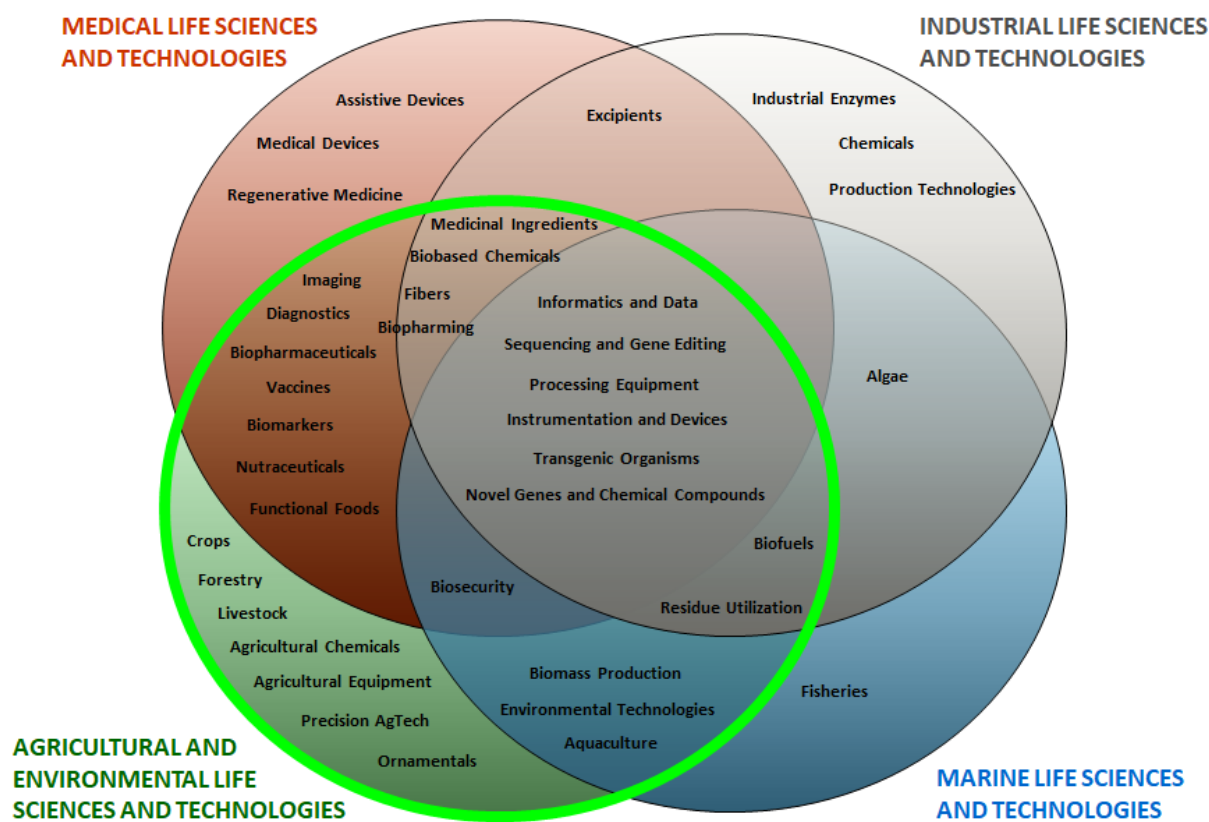 MEDICAL LIFE SCIENCES
AND TECHNOLOGIES
INDUSTRIAL LIFE SCIENCES
AND TECHNOLOGIES
Assistive Devices
Medical Devices
Regenerative Medicine
Excipients
Industrial Enzymes
Chemicals
Production Technologies
Medicinal Ingredients
Biobased Chemicals
Fibers
Biopharming
Imaging
Diagnostics
Biopharmaceuticals
Vaccines
Biomarkers
Nutraceuticals
Functional Foods
Informatics and Data
Sequencing and Gene Editing
Processing Equipment
Instrumentation and Devices
Transgenic Organisms
Novel Genes and Chemical Compounds
Algae
Biofuels
Residue Utilization
Biosecurity
Crops
Forestry
Livestock
Agricultural Chemicals
Agricultural Equipment
Precision AgTech
Ornamentals
Biomass Production
Environmental Technologies
Aquaculture
Fisheries
AGRICULTURAL AND
ENVIRONMENTAL LIFE
SCIENCES AND TECHNOLOGIES
MARINE LIFE SCIENCES
AND TECHNOLOGIES